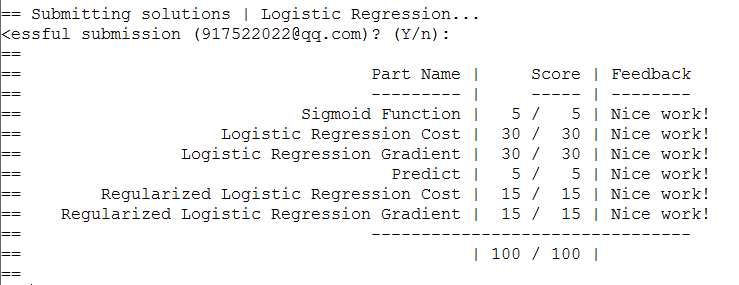 == Submitting solutions | Logistic Regression...
<essful submission (917522022@qq.com)? (Y/n):
==
== Part Name | Score | Feedback
== --------- | ----- | --------
== Sigmoid Function | 5 / 5 | Nice work!
== Logistic Regression Cost | 30 / 30 | Nice work!
== Logistic Regression Gradient | 30 / 30 | Nice work!
== Predict | 5 / 5 | Nice work!
== Regularized Logistic Regression Cost | 15 / 15 | Nice work!
== Regularized Logistic Regression Gradient | 15 / 15 | Nice work!
== --------------------------------
== | 100 / 100 |
==